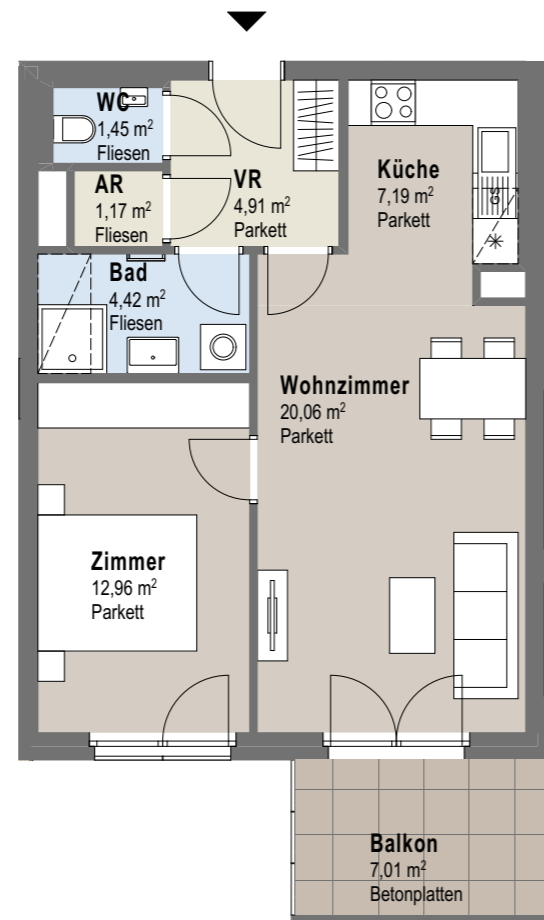 WC
1,45 m²
Fliesen
AR
1,17 m²
Fliesen
VR
4,91 m²
Parkett
Küche
7,19 m²
Parkett
GS
Bad
4,42 m²
Fliesen
Wohnzimmer
20,06 m²
Parkett
Zimmer
12,96 m²
Parkett
Balkon
7,01 m²
Betonplatten